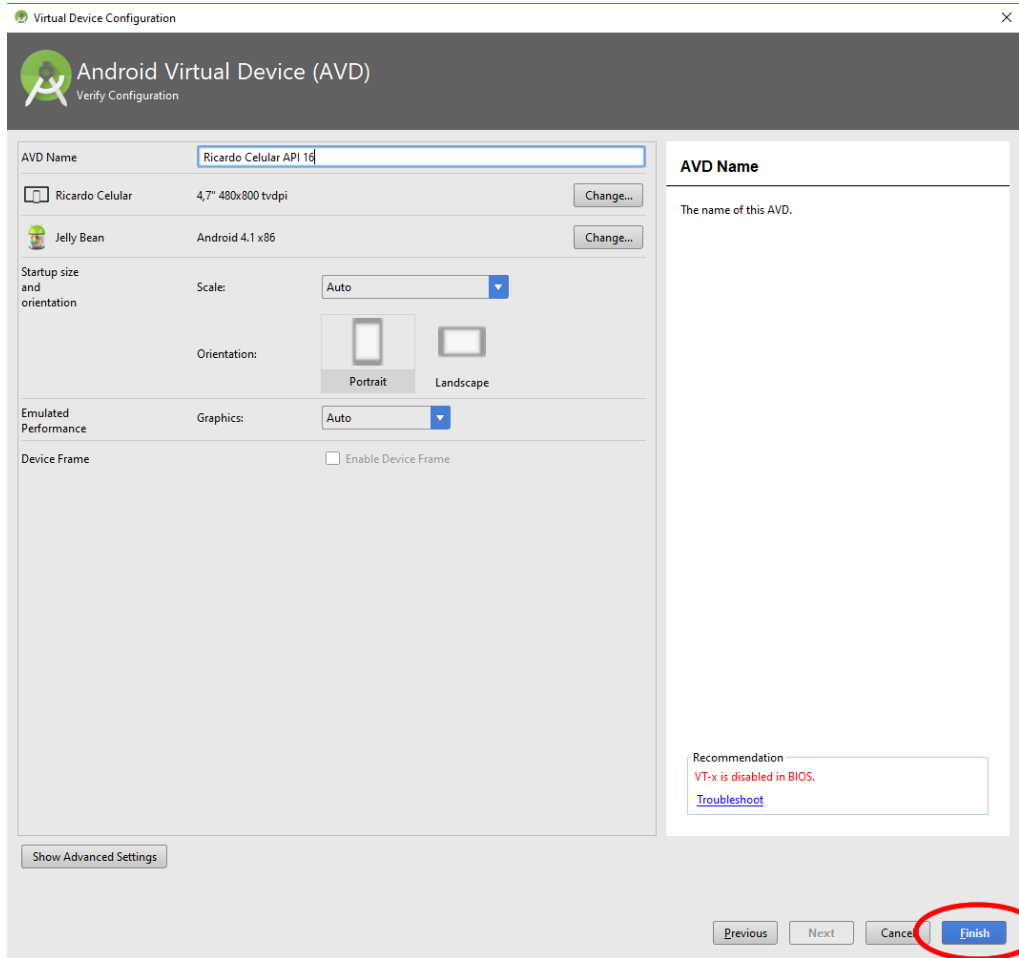 Virtual Device Configuration
Android Virtual Device (AVD)
Verify Configuration
AVD Name
Ricardo Celular API 16
Ricardo Celular
4,7" 480x800 tvdpi
Change...
Jelly Bean
Android 4.1 x86
Change...
Startup size
and
orientation
Scale:
Auto
Orientation:
Portrait
Landscape
Emulated
Performance
Graphics:
Auto
Device Frame
Enable Device Frame
AVD Name
The name of this AVD.
Recommendation
VT-x is disabled in BIOS.
Troubleshoot
Show Advanced Settings
Previous
Next
Cancel
Finish